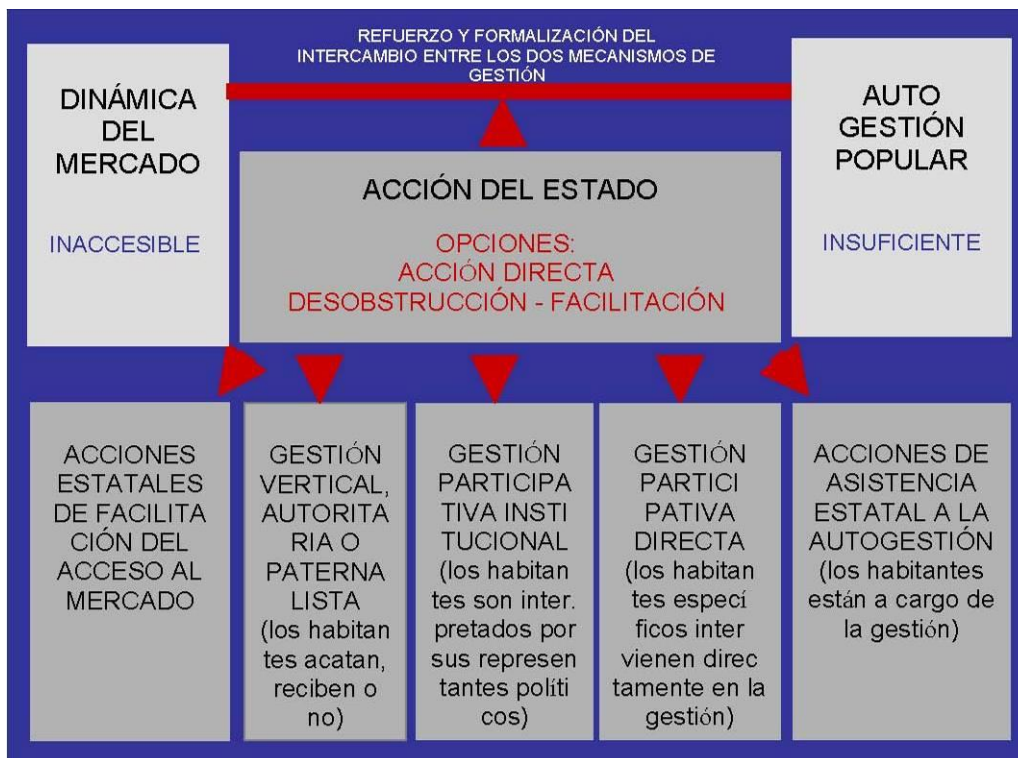 REFUERZO Y FORMALIZACIÓN DEL
INTERCAMBIO ENTRE LOS DOS MECANISMOS DE
GESTIÓN
DINÁMICA
DEL
MERCADO
INACCESIBLE
ACCIÓN DEL ESTADO
OPCIONES:
ACCIÓN DIRECTA
DESOBSTRUCCIÓN - FACILITACIÓN
AUTO
GESTIÓN
POPULAR
INSUFICIENTE
ACCIONES
ESTATALES
DE FACILITA
CIÓN DEL
ACCESO AL
MERCADO
GESTIÓN
VERTICAL,
AUTORITA
RIA O
PATERNA
LISTA
(los habitan
tes acatan,
reciben o
no)
GESTIÓN
PARTICIPA
TIVA INSTI
TUCIONAL
(los habitan
tes son inter.
pretados por
sus represen
tantes políti
cos)
GESTIÓN
PARTICI
PATIVA
DIRECTA
(los habitan
tes especí
ficos inter
vienen direc
tamente en la
gestión)
ACCIONES DE
ASISTENCIA
ESTATAL A LA
AUTOGESTIÓN
(los habitantes
están a cargo de
la gestión)